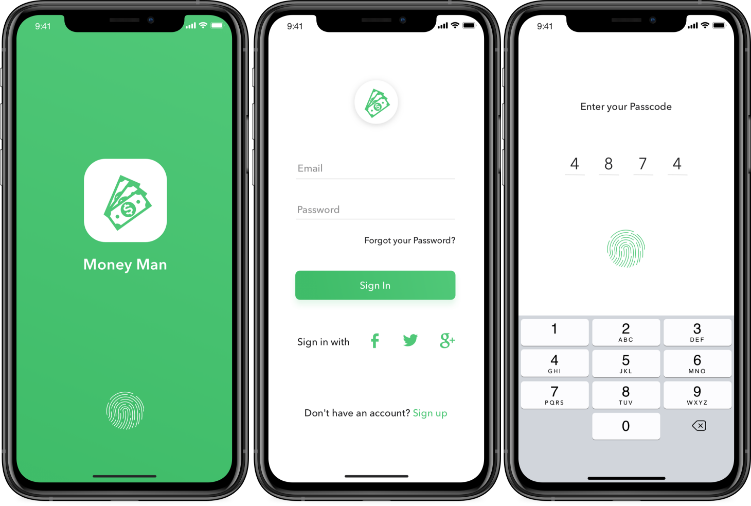 9:41
Money Man
9:41
Email
Password
Forgot your Password?
Sign In
Sign in with
Don't have an account? Sign up
9:41
Enter your Passcode
4 8 7 4
1 2 3
ABC DEF
4 5 6
GHI JKL MNO
7 8 9
PQRS TUV WXYZ
0